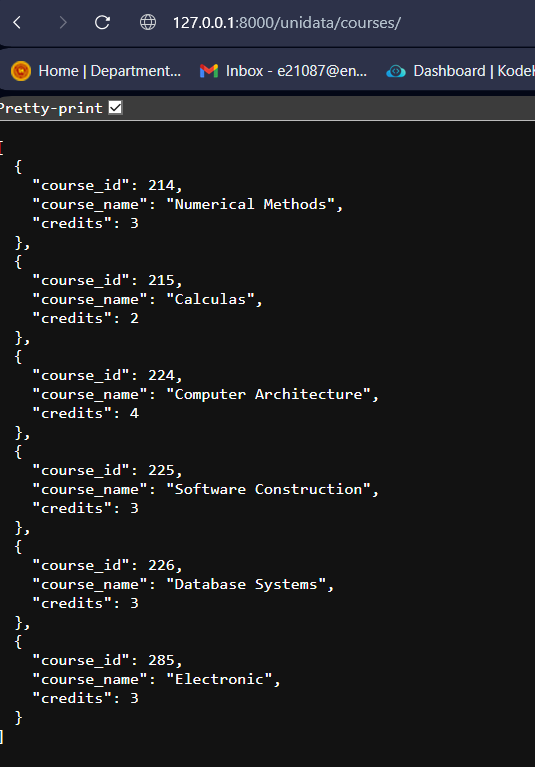 127.0.0.1:8000/unidata/courses/
Home | Department... Inbox - e21087@en... Dashboard | Kode
Pretty-print
[
  {
    "course_id": 214,
    "course_name": "Numerical Methods",
    "credits": 3
  },
  {
    "course_id": 215,
    "course_name": "Calculas",
    "credits": 2
  },
  {
    "course_id": 224,
    "course_name": "Computer Architecture",
    "credits": 4
  },
  {
    "course_id": 225,
    "course_name": "Software Construction",
    "credits": 3
  },
  {
    "course_id": 226,
    "course_name": "Database Systems",
    "credits": 3
  },
  {
    "course_id": 285,
    "course_name": "Electronic",
    "credits": 3
  }
]